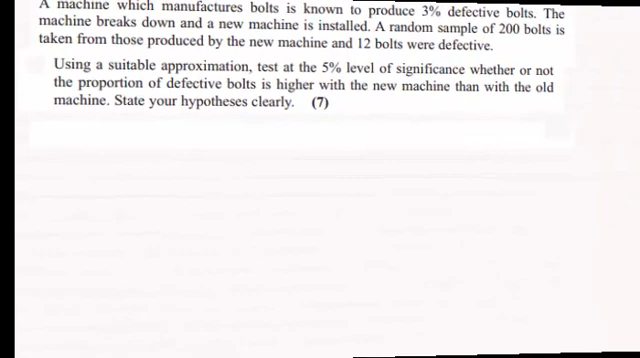 A machine which manufactures bolts is known to produce 3% defective bolts. The
machine breaks down and a new machine is installed. A random sample of 200 bolts is
taken from those produced by the new machine and 12 bolts were defective.
Using a suitable approximation, test at the 5% level of significance whether or not
the proportion of defective bolts is higher with the new machine than with the old
machine. State your hypotheses clearly. (7)